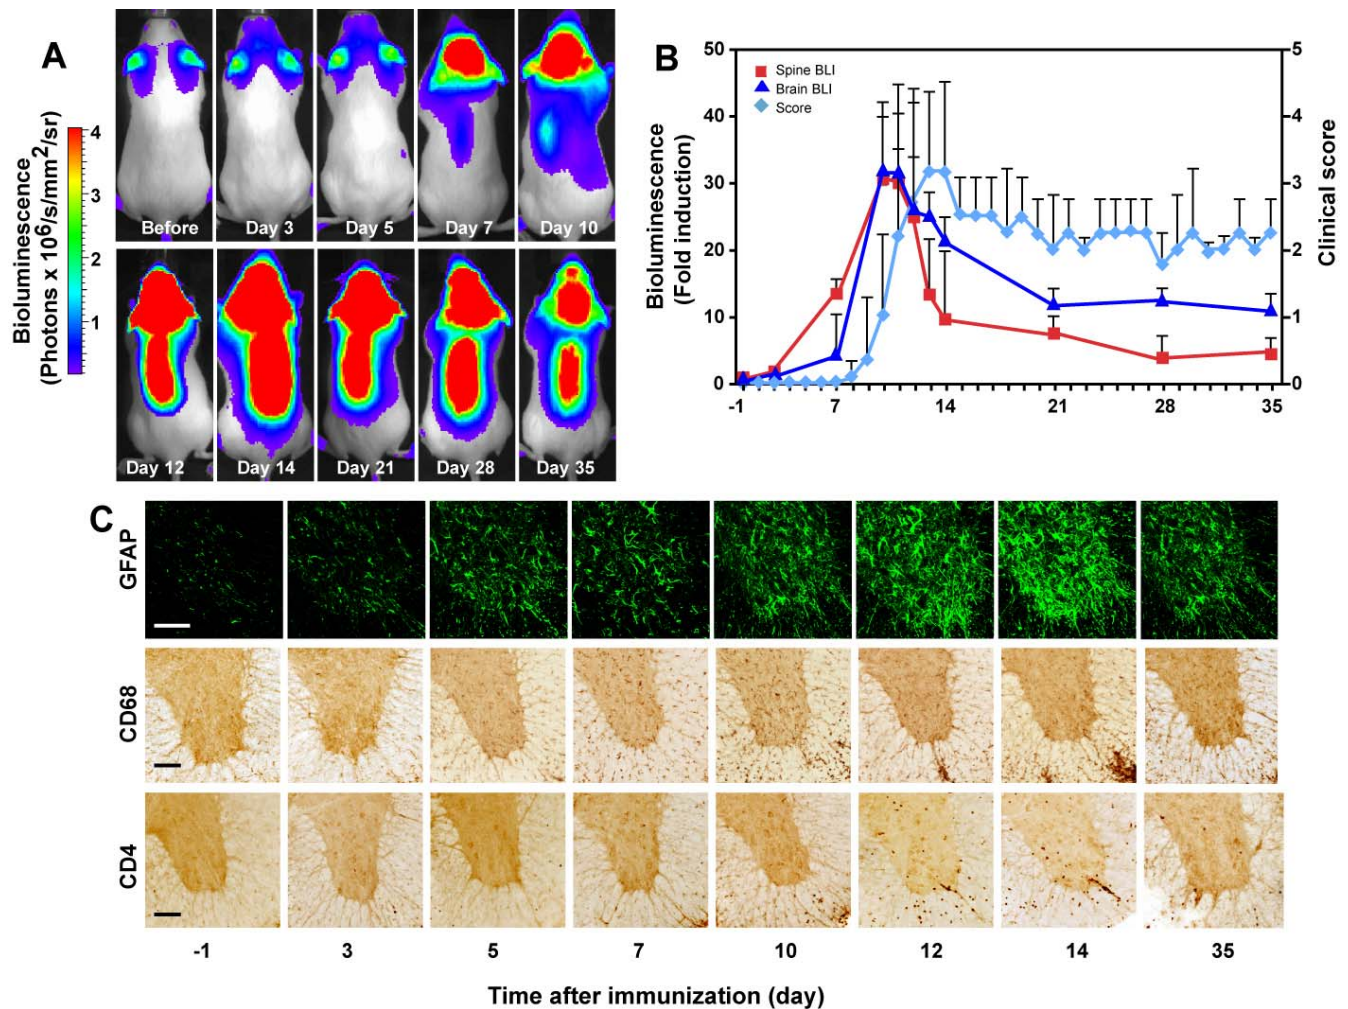 A
Bioluminescence
(Photons x 10⁶/s/mm²/sr)
4
3
2
1
Before
Day 3
Day 5
Day 7
Day 10
Day 12
Day 14
Day 21
Day 28
Day 35
B
Bioluminescence
(Fold induction)
50
40
30
20
10
0
Spine BLI
Brain BLI
Score
5
4
3
2
1
0
Clinical score
-1
7
14
21
28
35
C
GFAP
CD68
CD4
-1
3
5
7
10
12
14
35
Time after immunization (day)